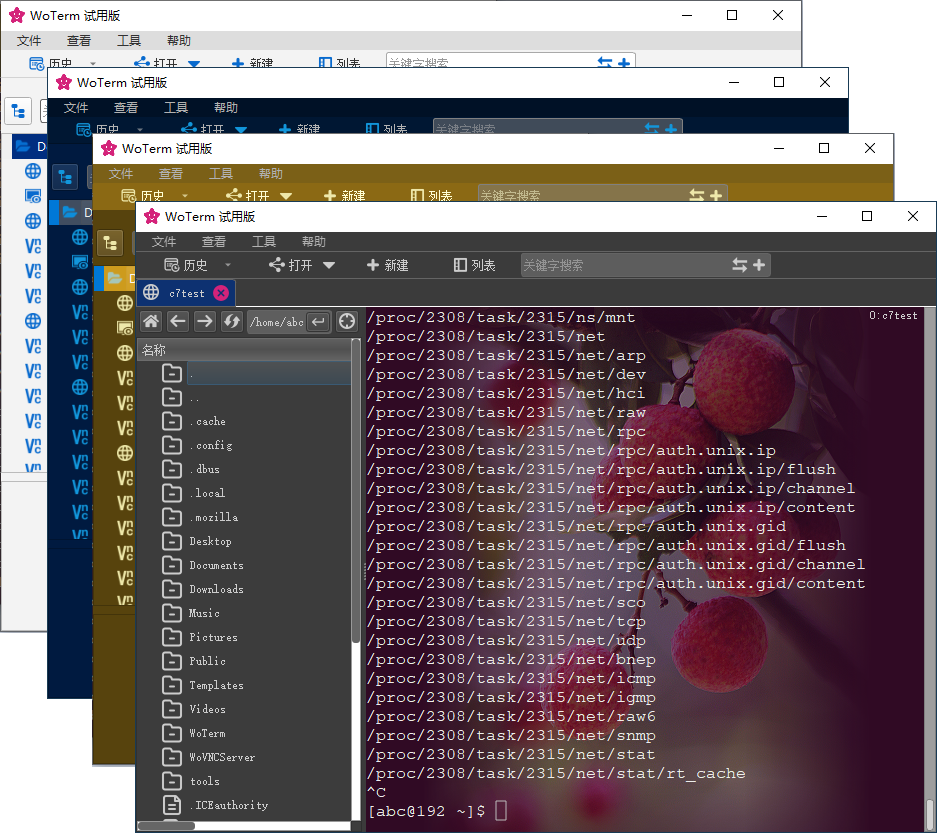 WoTerm 试用版
文件 查看 工具 帮助
历史 打开 新建 列表 关键字搜索
D
WoTerm 试用版
文件 查看 工具 帮助
历史 打开 新建 列表 关键字搜索
D
WoTerm 试用版
文件 查看 工具 帮助
历史 打开 新建 列表 关键字搜索
WoTerm 试用版
文件 查看 工具 帮助
历史 打开 新建 列表 关键字搜索
c7test
/home/abc
名称
.
..
.cache
.config
.dbus
.local
.mozilla
Desktop
Documents
Downloads
Music
Pictures
Public
Templates
Videos
WoTerm
WoVNCServer
tools
.ICEauthority
0:c7test
/proc/2308/task/2315/ns/mnt
/proc/2308/task/2315/net
/proc/2308/task/2315/net/arp
/proc/2308/task/2315/net/dev
/proc/2308/task/2315/net/hci
/proc/2308/task/2315/net/raw
/proc/2308/task/2315/net/rpc
/proc/2308/task/2315/net/rpc/auth.unix.ip
/proc/2308/task/2315/net/rpc/auth.unix.ip/flush
/proc/2308/task/2315/net/rpc/auth.unix.ip/channel
/proc/2308/task/2315/net/rpc/auth.unix.ip/content
/proc/2308/task/2315/net/rpc/auth.unix.gid
/proc/2308/task/2315/net/rpc/auth.unix.gid/flush
/proc/2308/task/2315/net/rpc/auth.unix.gid/channel
/proc/2308/task/2315/net/rpc/auth.unix.gid/content
/proc/2308/task/2315/net/sco
/proc/2308/task/2315/net/tcp
/proc/2308/task/2315/net/udp
/proc/2308/task/2315/net/bnep
/proc/2308/task/2315/net/icmp
/proc/2308/task/2315/net/igmp
/proc/2308/task/2315/net/raw6
/proc/2308/task/2315/net/snmp
/proc/2308/task/2315/net/stat
/proc/2308/task/2315/net/stat/rt_cache
^C
[abc@192 ~]$